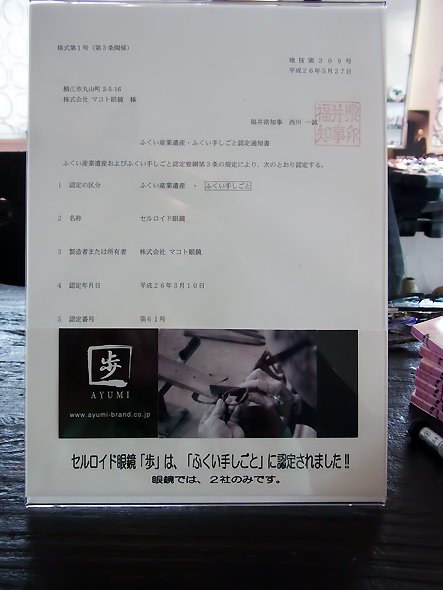 様式第1号（第3条関係）
地技第309号
平成26年5月27日
鯖江市丸山町2-5-16
株式会社 マコト眼鏡 様
福井県知事 西川 一誠
福井県知事印
ふくい産業遺産・ふくい手しごと認定通知書
ふくい産業遺産およびふくい手しごと認定要綱第3条の規定により、次のとおり認定する。
1 認定の区分 ふくい産業遺産 ・ ふくい手しごと
2 名称 セルロイド眼鏡
3 製造者または所有者 株式会社 マコト眼鏡
4 認定年月日 平成26年3月10日
5 認定番号 第61号
歩
AYUMI
www.ayumi-brand.co.jp
セルロイド眼鏡「歩」は、「ふくい手しごと」に認定されました!!
眼鏡では、2社のみです。